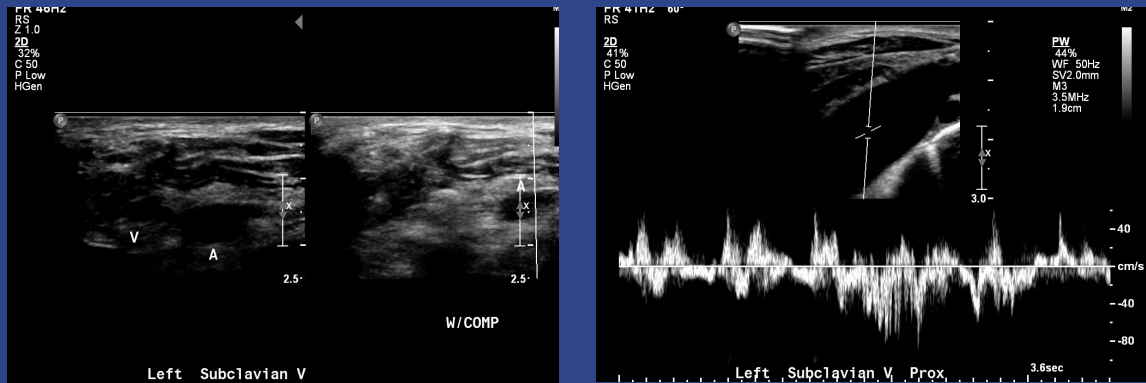 FR 46Hz
RS
Z 1.0
2D
32%
C 50
P Low
HGen
P
P
V
A
A
x
x
2.5
2.5
W/COMP
Left Subclavian V
FR 41Hz 60°
RS
2D
41%
C 50
P Low
HGen
P
M2
PW
44%
WF 50Hz
SV2.0mm
M3
3.5MHz
1.9cm
x
3.0
40
cm/s
-40
-80
3.6sec
Left Subclavian V Prox